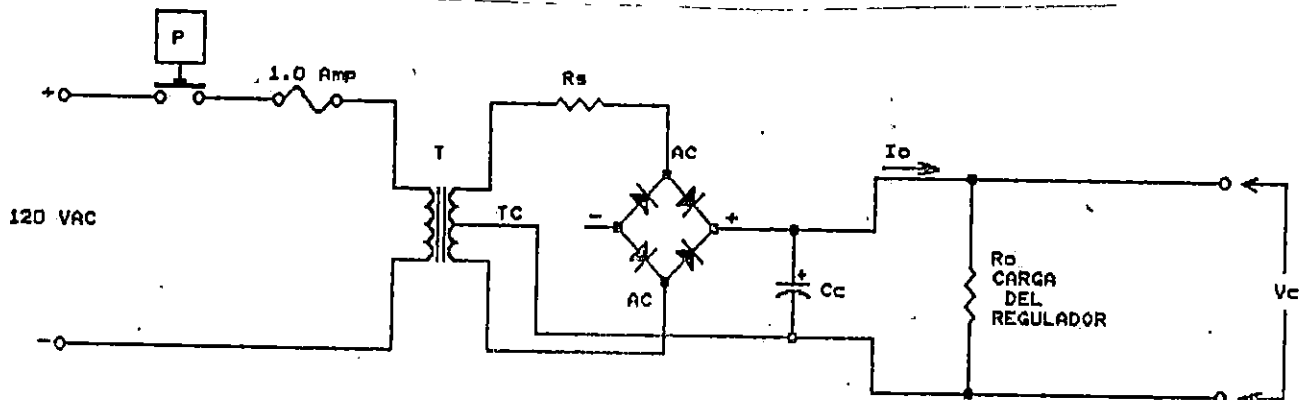 P
1.0 Amp
Rs
+
T
AC
Io
120 VAC
TC
-
+
+
Cc
AC
Ro
CARGA
DEL
REGULADOR
Vc
-